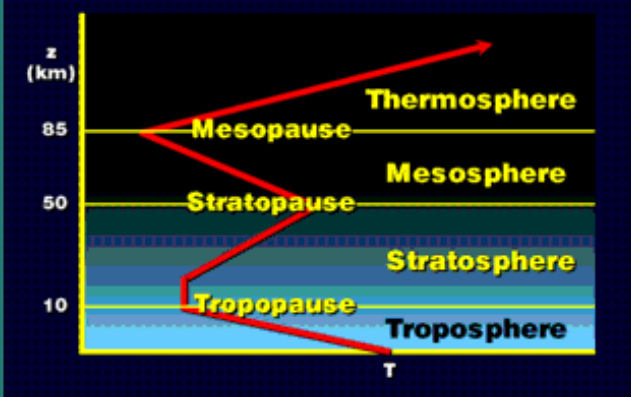 z
(km)
Thermosphere
85
Mesopause
Mesosphere
50
Stratopause
Stratosphere
10
Tropopause
Troposphere
T